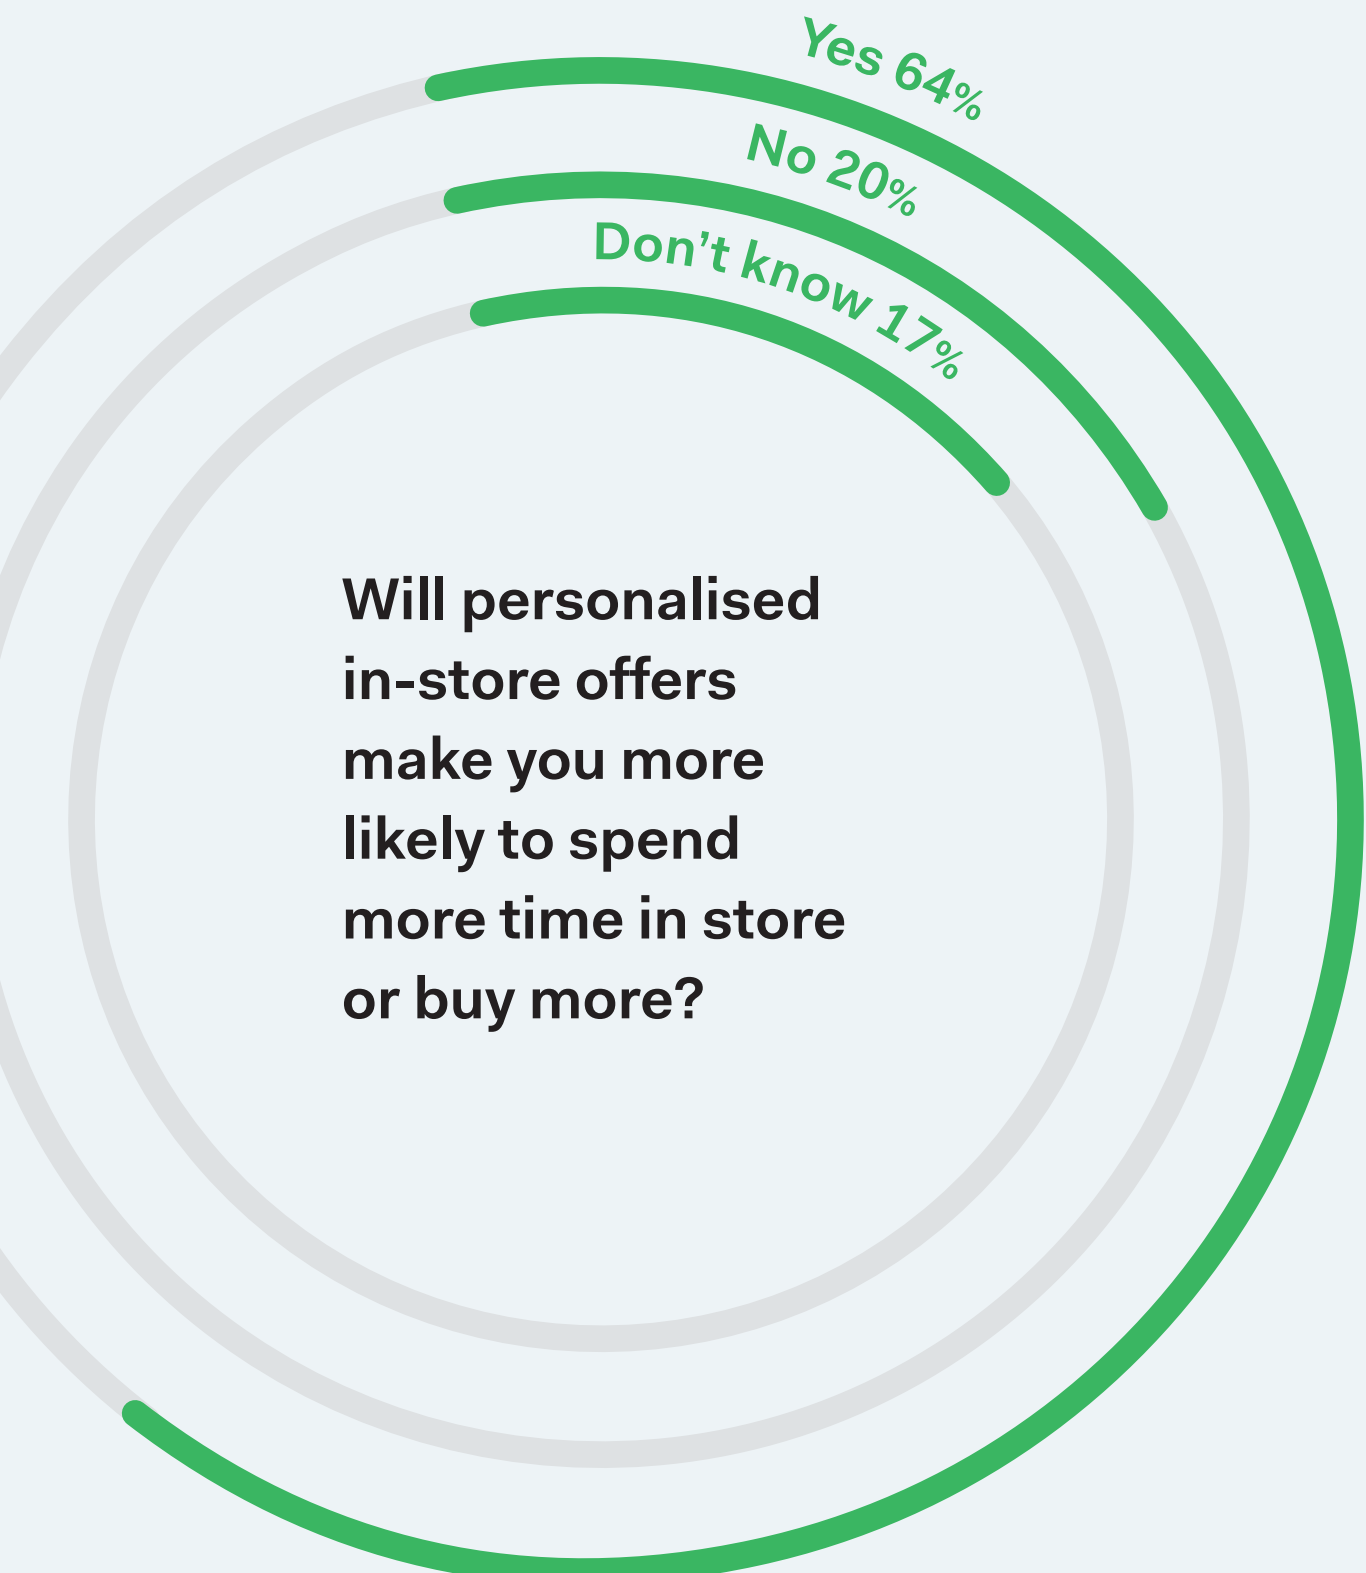 Yes 64%
No 20%
Don’t know 17%
Will personalised
in-store offers
make you more
likely to spend
more time in store
or buy more?